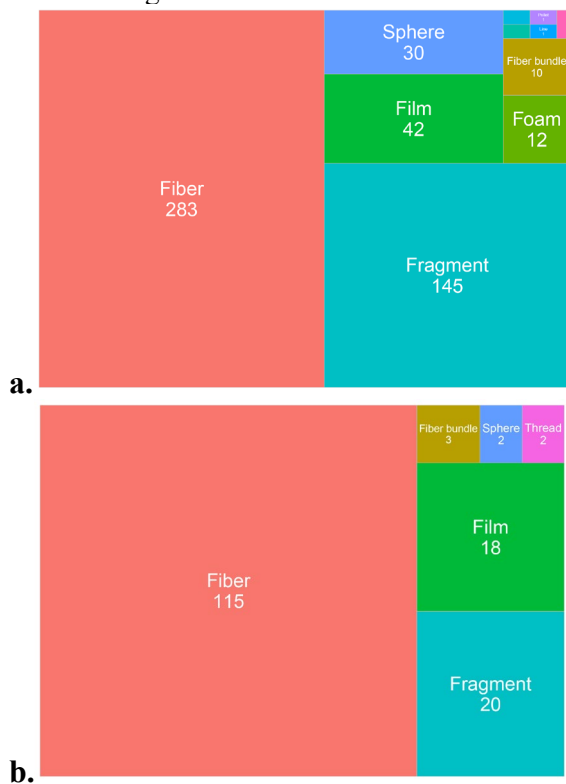 Sphere
30
Fiber bundle
10
Film
42
Foam
12
Fiber
283
Fragment
145
a.
Fiber bundle
3
Sphere
2
Thread
2
Film
18
Fiber
115
Fragment
20
b.